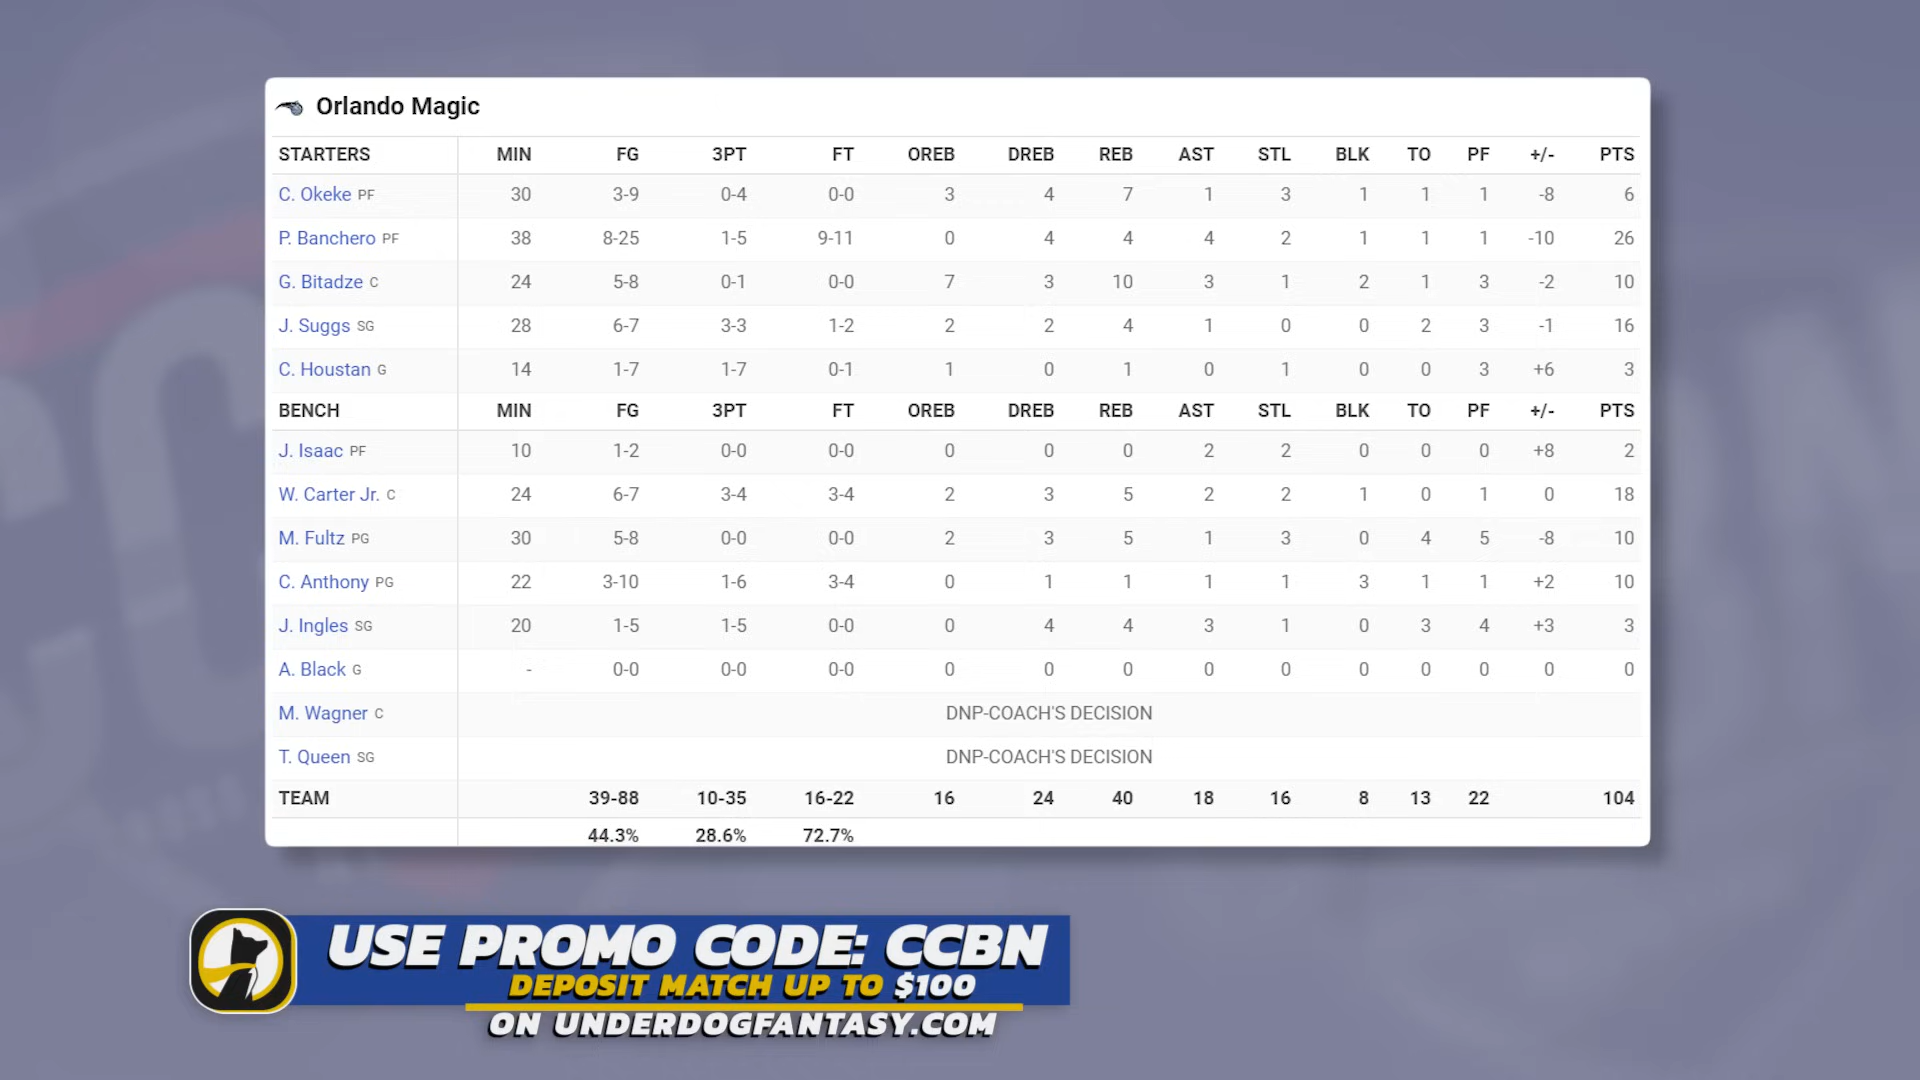 Orlando Magic
STARTERS MIN FG 3PT FT OREB DREB REB AST STL BLK TO PF +/- PTS
C. Okeke PF 30 3-9 0-4 0-0 3 4 7 1 3 1 1 1 -8 6
P. Banchero PF 38 8-25 1-5 9-11 0 4 4 4 2 1 1 1 -10 26
G. Bitadze C 24 5-8 0-1 0-0 7 3 10 3 1 2 1 3 -2 10
J. Suggs SG 28 6-7 3-3 1-2 2 2 4 1 0 0 2 3 -1 16
C. Houstan G 14 1-7 1-7 0-1 1 0 1 0 1 0 0 3 +6 3
BENCH MIN FG 3PT FT OREB DREB REB AST STL BLK TO PF +/- PTS
J. Isaac PF 10 1-2 0-0 0-0 0 0 0 2 2 0 0 0 +8 2
W. Carter Jr. C 24 6-7 3-4 3-4 2 3 5 2 2 1 0 1 0 18
M. Fultz PG 30 5-8 0-0 0-0 2 3 5 1 3 0 4 5 -8 10
C. Anthony PG 22 3-10 1-6 3-4 0 1 1 1 1 3 1 1 +2 10
J. Ingles SG 20 1-5 1-5 0-0 0 4 4 3 1 0 3 4 +3 3
A. Black G - 0-0 0-0 0-0 0 0 0 0 0 0 0 0 0 0
M. Wagner C DNP-COACH'S DECISION
T. Queen SG DNP-COACH'S DECISION
TEAM 39-88 10-35 16-22 16 24 40 18 16 8 13 22 104
44.3% 28.6% 72.7%
USE PROMO CODE: CCBN
DEPOSIT MATCH UP TO $100
ON UNDERDOGFANTASY.COM